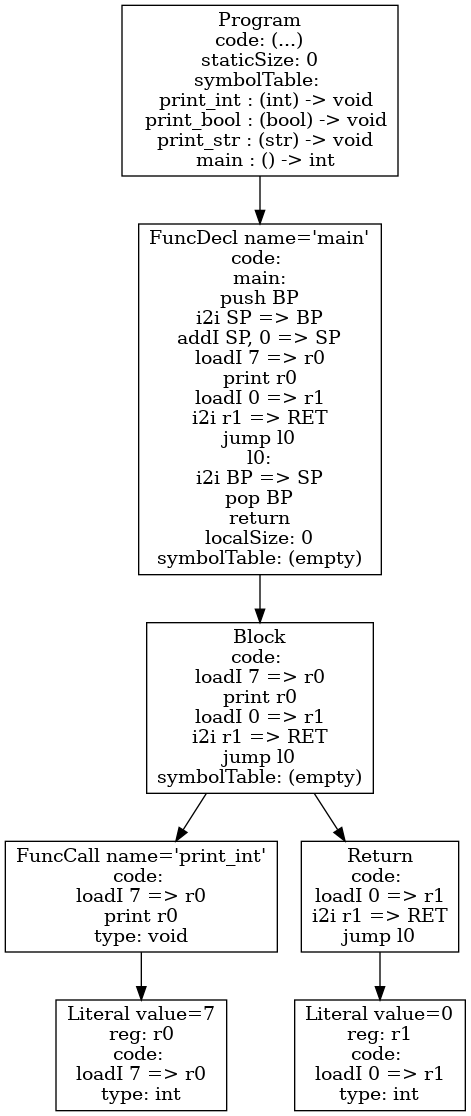 Program
code: (...)
staticSize: 0
symbolTable:
print_int : (int) -> void
print_bool : (bool) -> void
print_str : (str) -> void
main : () -> int
FuncDecl name='main'
code:
main:
push BP
i2i SP => BP
addI SP, 0 => SP
loadI 7 => r0
print r0
loadI 0 => r1
i2i r1 => RET
jump l0
l0:
i2i BP => SP
pop BP
return
localSize: 0
symbolTable: (empty)
Block
code:
loadI 7 => r0
print r0
loadI 0 => r1
i2i r1 => RET
jump l0
symbolTable: (empty)
FuncCall name='print_int'
code:
loadI 7 => r0
print r0
type: void
Return
code:
loadI 0 => r1
i2i r1 => RET
jump l0
Literal value=7
reg: r0
code:
loadI 7 => r0
type: int
Literal value=0
reg: r1
code:
loadI 0 => r1
type: int